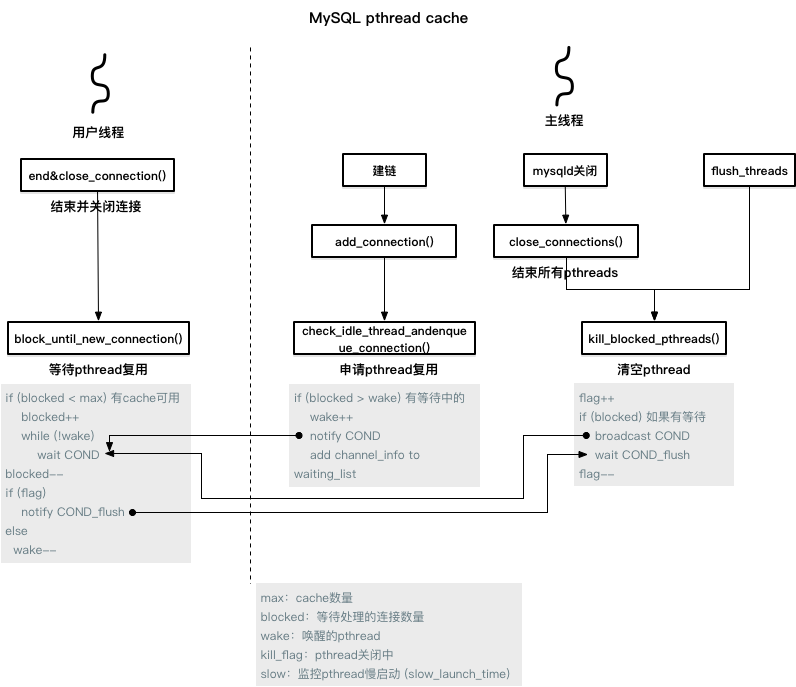 MySQL pthread cache
用户线程
end&close_connection()
结束并关闭连接
block_until_new_connection()
等待pthread复用
if (blocked < max) 有cache可用
blocked++
while (!wake)
wait COND
blocked--
if (flag)
notify COND_flush
else
wake--
主线程
建链
add_connection()
check_idle_thread_andenque
ue_connection()
申请pthread复用
if (blocked > wake) 有等待中的
wake++
notify COND
add channel_info to
waiting_list
mysqld关闭
flush_threads
close_connections()
结束所有pthreads
kill_blocked_pthreads()
清空pthread
flag++
if (blocked) 如果有等待
broadcast COND
wait COND_flush
flag--
max：cache数量
blocked：等待处理的连接数量
wake：唤醒的pthread
kill_flag：pthread关闭中
slow：监控pthread慢启动 (slow_launch_time)